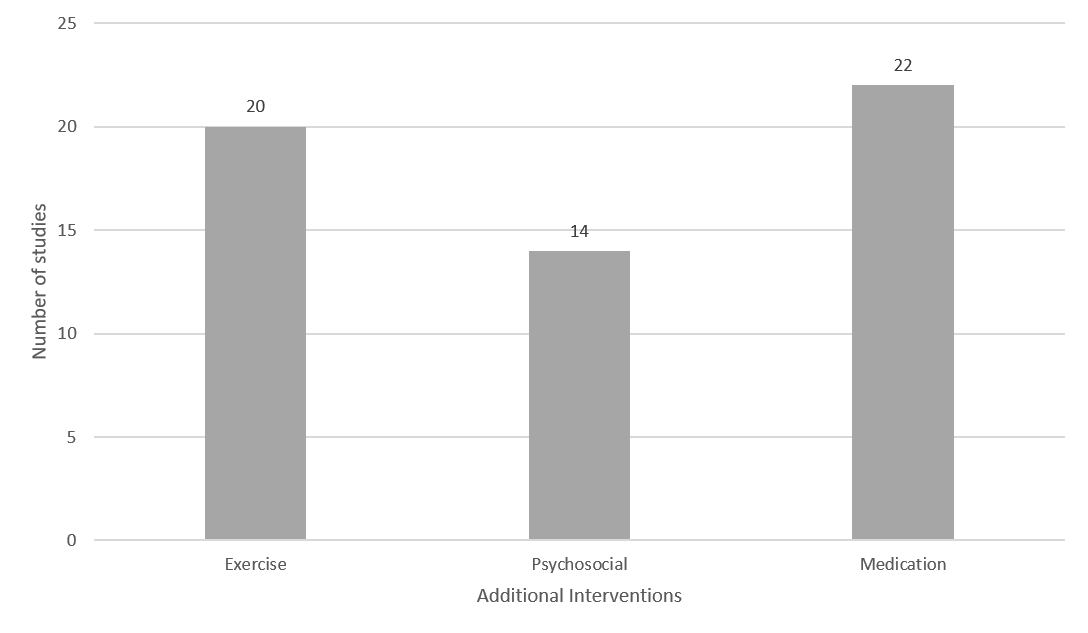 25
22
20
20
15
14
10
5
0
Number of studies
Exercise
Psychosocial
Medication
Additional Interventions